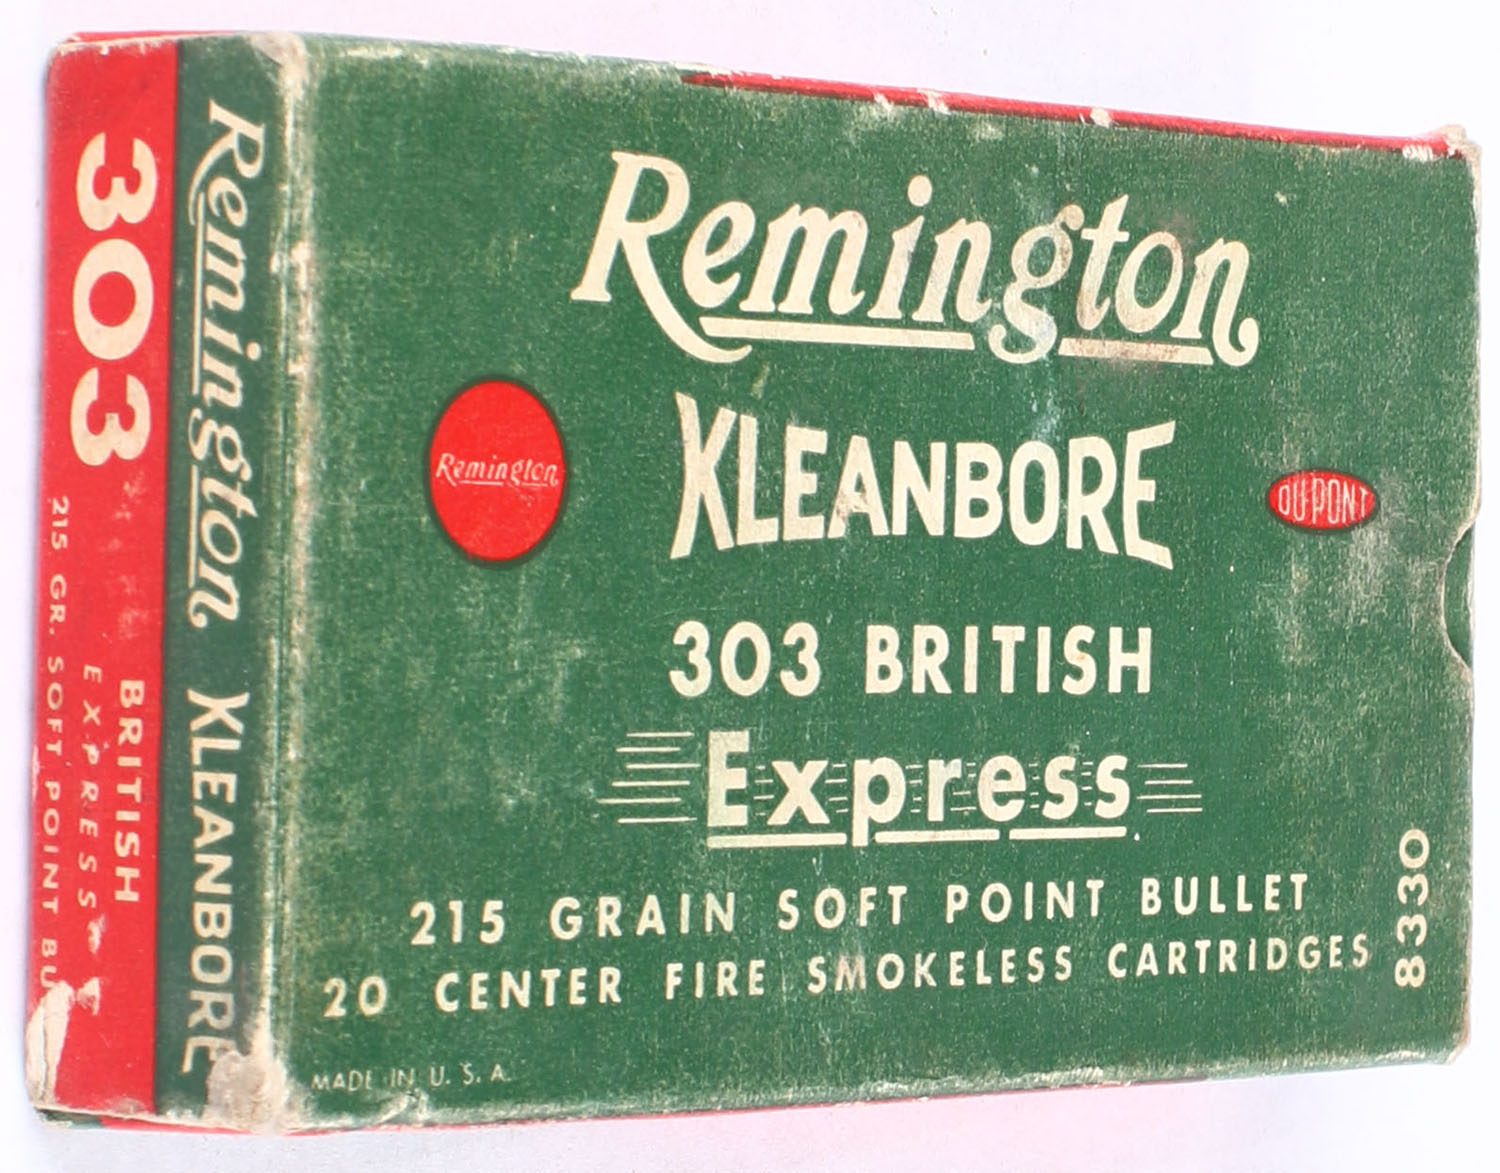 Remington
KLEANBORE
Remington
DU PONT
303 BRITISH
Express
215 GRAIN SOFT POINT BULLET
20 CENTER FIRE SMOKELESS CARTRIDGES
8330
MADE IN U.S.A.
Remington KLEANBORE
303
BRITISH
EXPRESS
215 GR. SOFT POINT